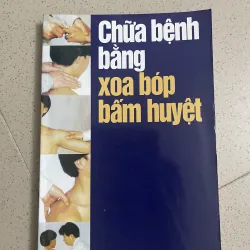 Chữa bệnh
bằng
xoa bóp
bấm huyệt